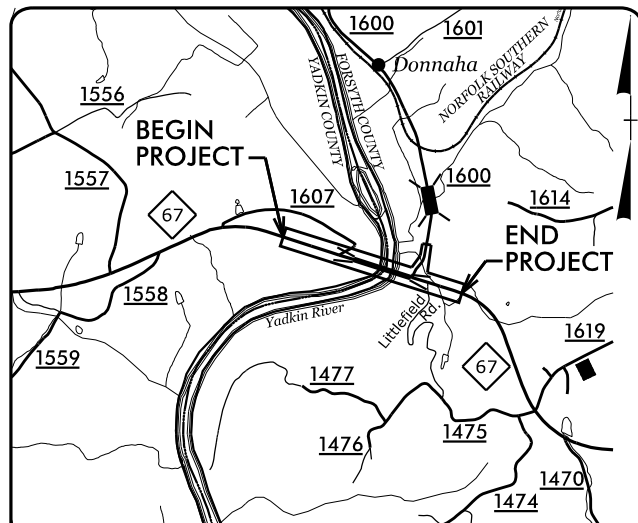 1600
1601
Donnaha
NORFOLK SOUTHERN
RAILWAY
FORSYTH COUNTY
YADKIN COUNTY
1556
BEGIN
PROJECT
1557
67
1607
1600
1614
END
PROJECT
1558
Yadkin River
Littlefield
Rd.
1559
1619
67
1477
1476
1475
1474
1470